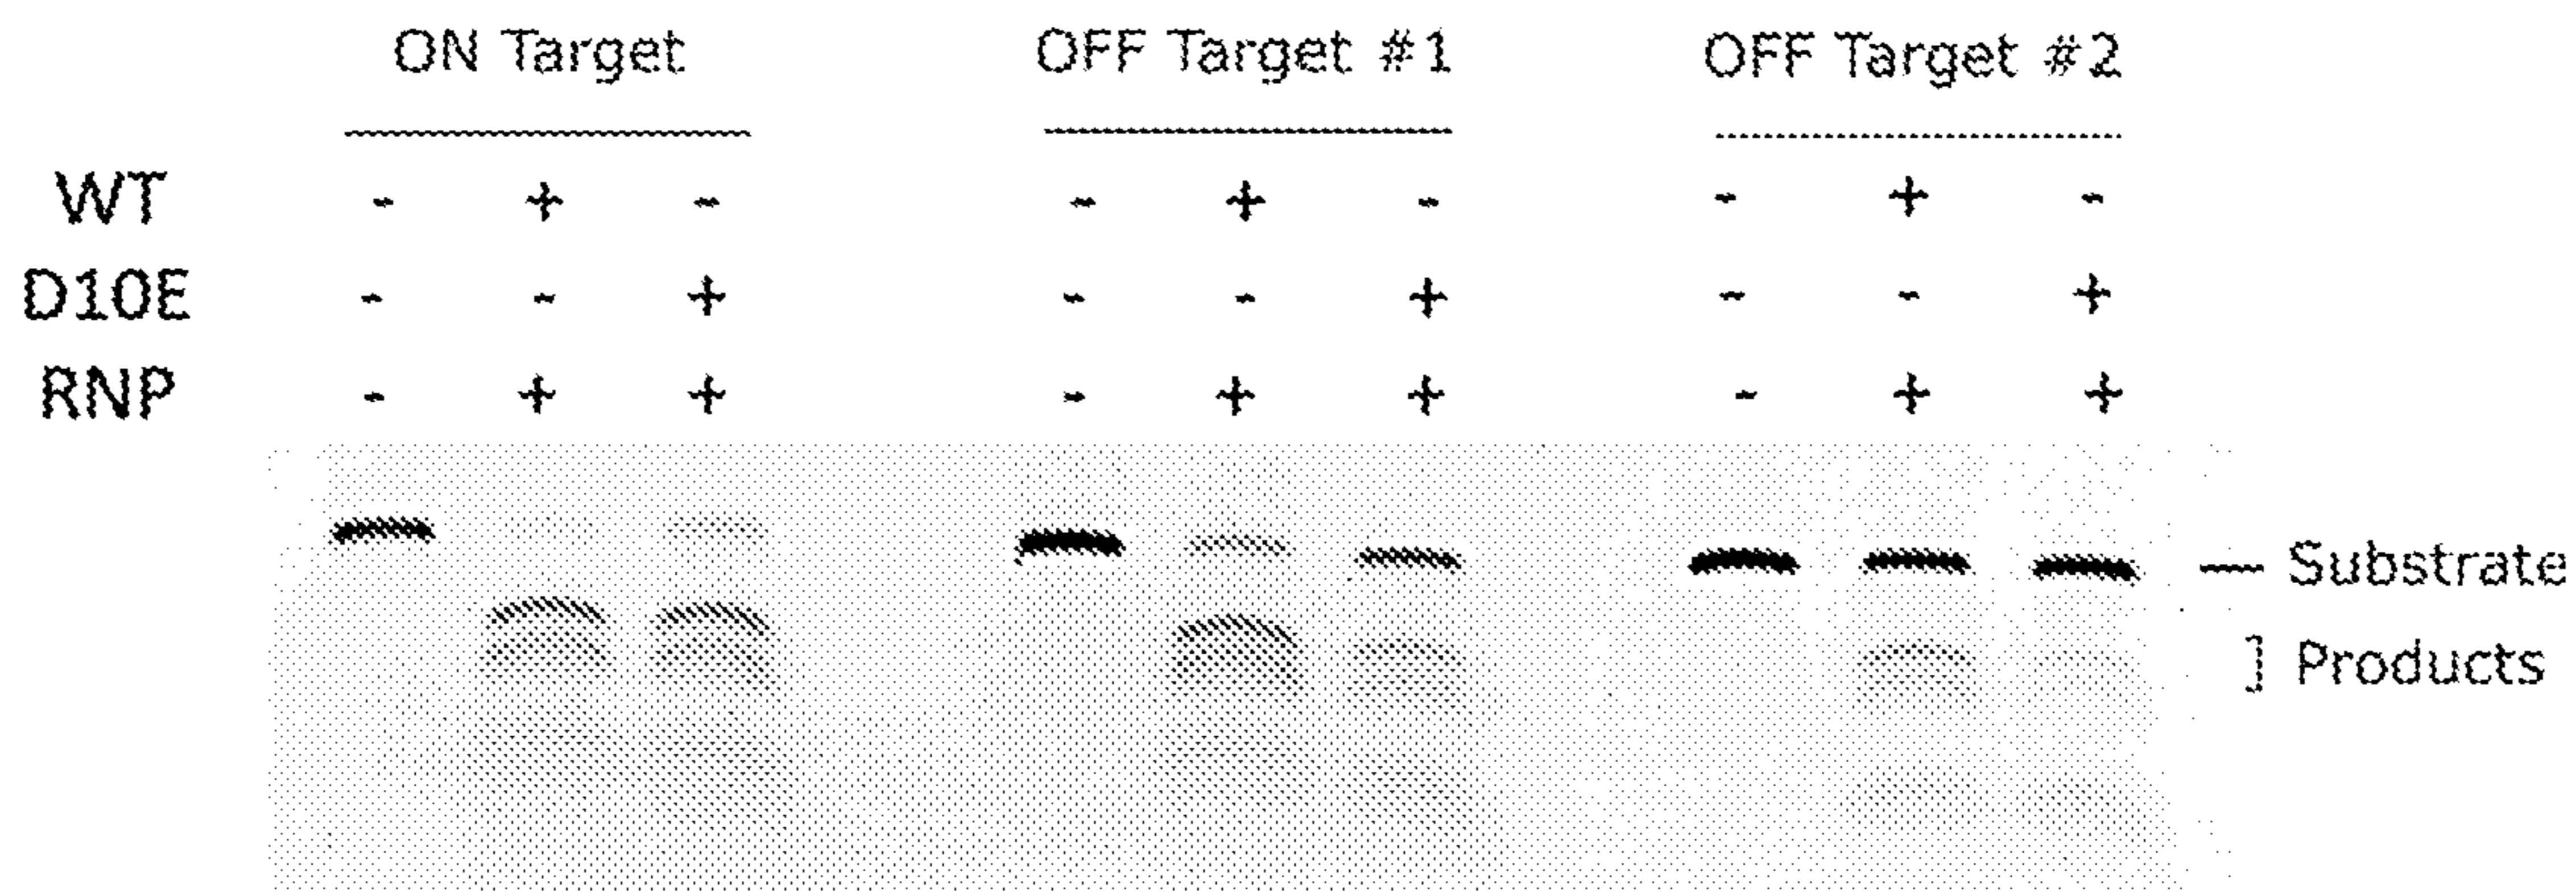 ON Target OFF Target #1 OFF Target #2
WT - + - - + - - + -
D10E - - + - - + - - +
RNP - + + - + + - + +
— Substrate
] Products